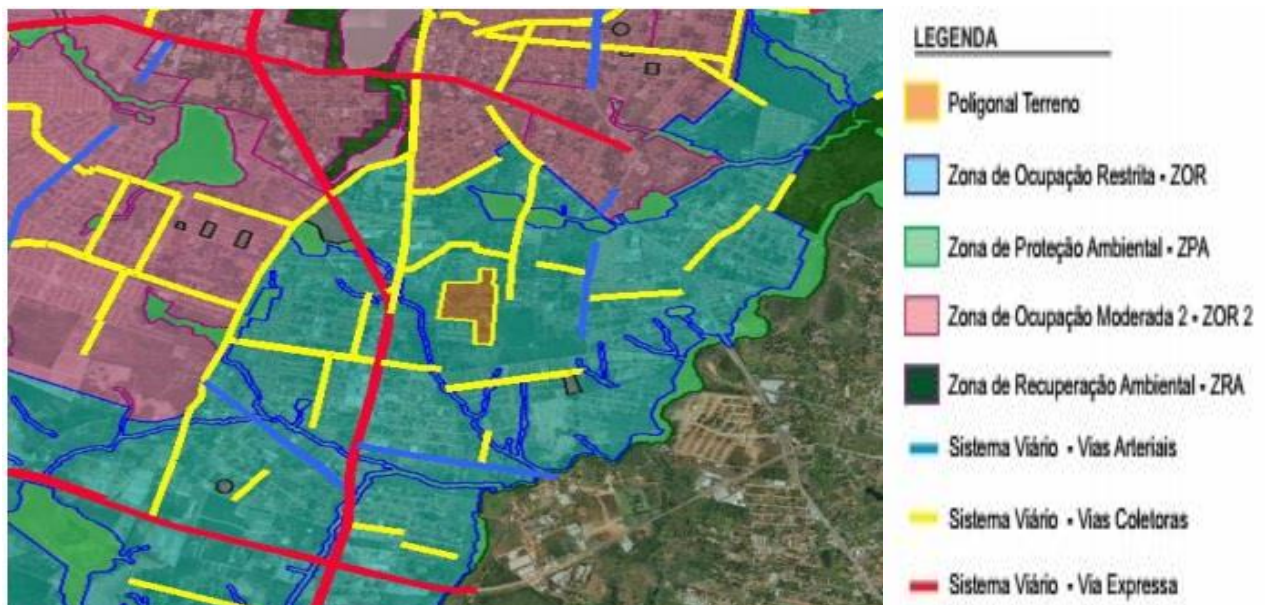 LEGENDA
Poligonal Terreno
Zona de Ocupação Restrita - ZOR
Zona de Proteção Ambiental - ZPA
Zona de Ocupação Moderada 2 - ZOR 2
Zona de Recuperação Ambiental - ZRA
Sistema Viário - Vias Arteriais
Sistema Viário - Vias Coletoras
Sistema Viário - Via Expressa